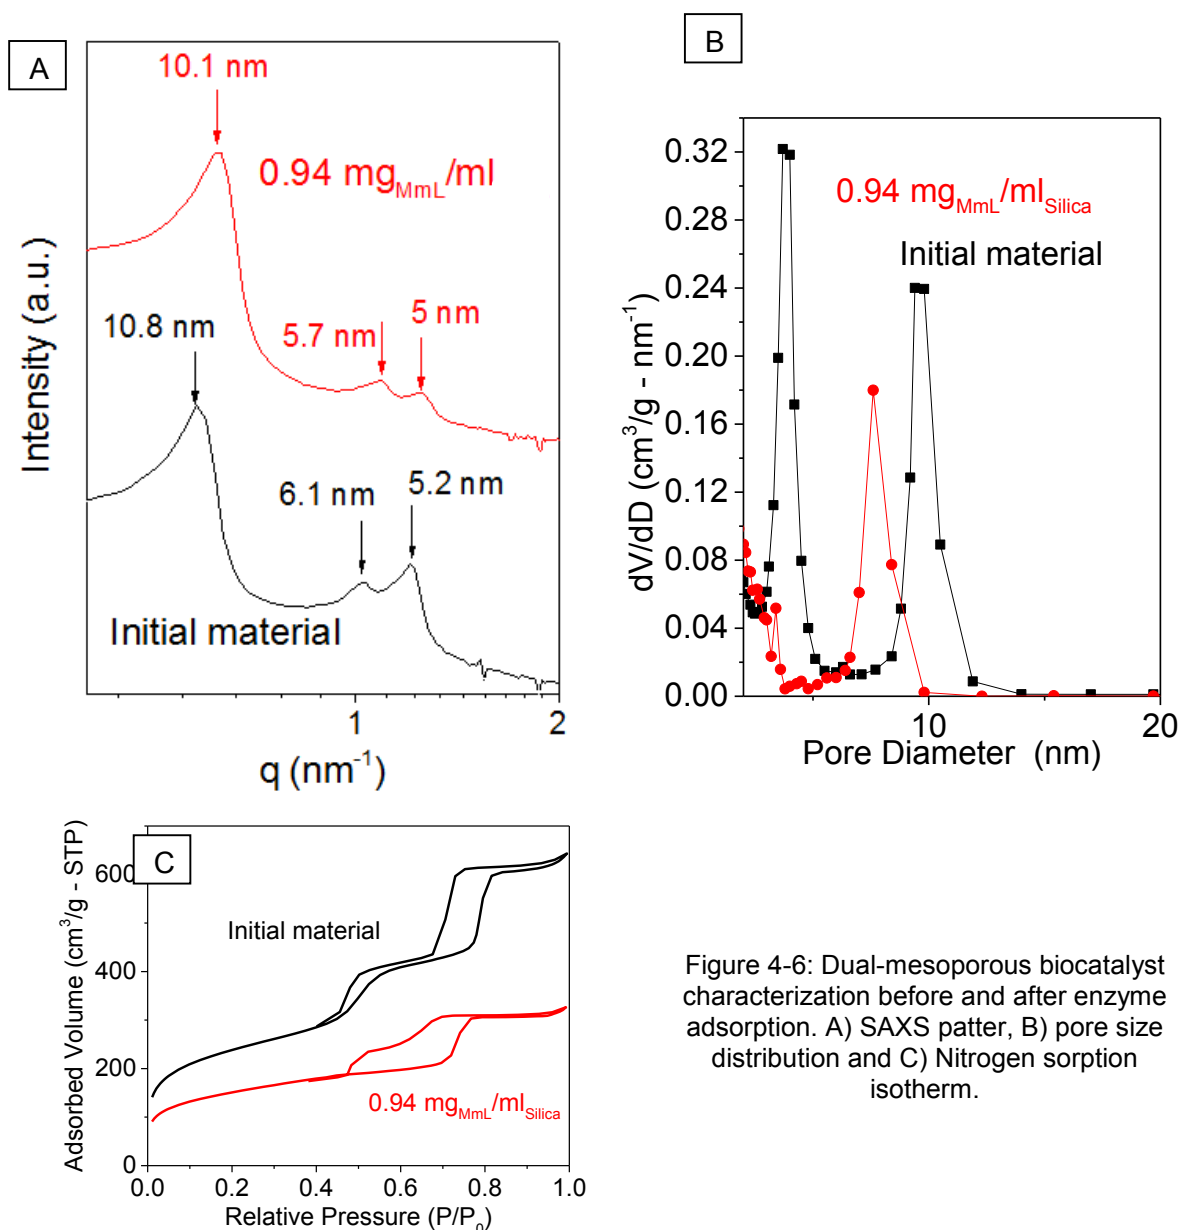 A
10.1 nm
0.94 mg_MmL/ml
10.8 nm
5.7 nm
5 nm
6.1 nm
5.2 nm
Initial material
Intensity (a.u.)
1
2
q (nm⁻¹)
B
0.32
0.28
0.24
0.20
0.16
0.12
0.08
0.04
0.00
0.94 mg_MmL/ml_Silica
Initial material
dV/dD (cm³/g - nm⁻¹)
10
20
Pore Diameter (nm)
C
600
400
200
0
Adsorbed Volume (cm³/g - STP)
Initial material
0.94 mg_MmL/ml_Silica
0.0 0.2 0.4 0.6 0.8 1.0
Relative Pressure (P/P₀)
Figure 4-6: Dual-mesoporous biocatalyst
characterization before and after enzyme
adsorption. A) SAXS patter, B) pore size
distribution and C) Nitrogen sorption
isotherm.